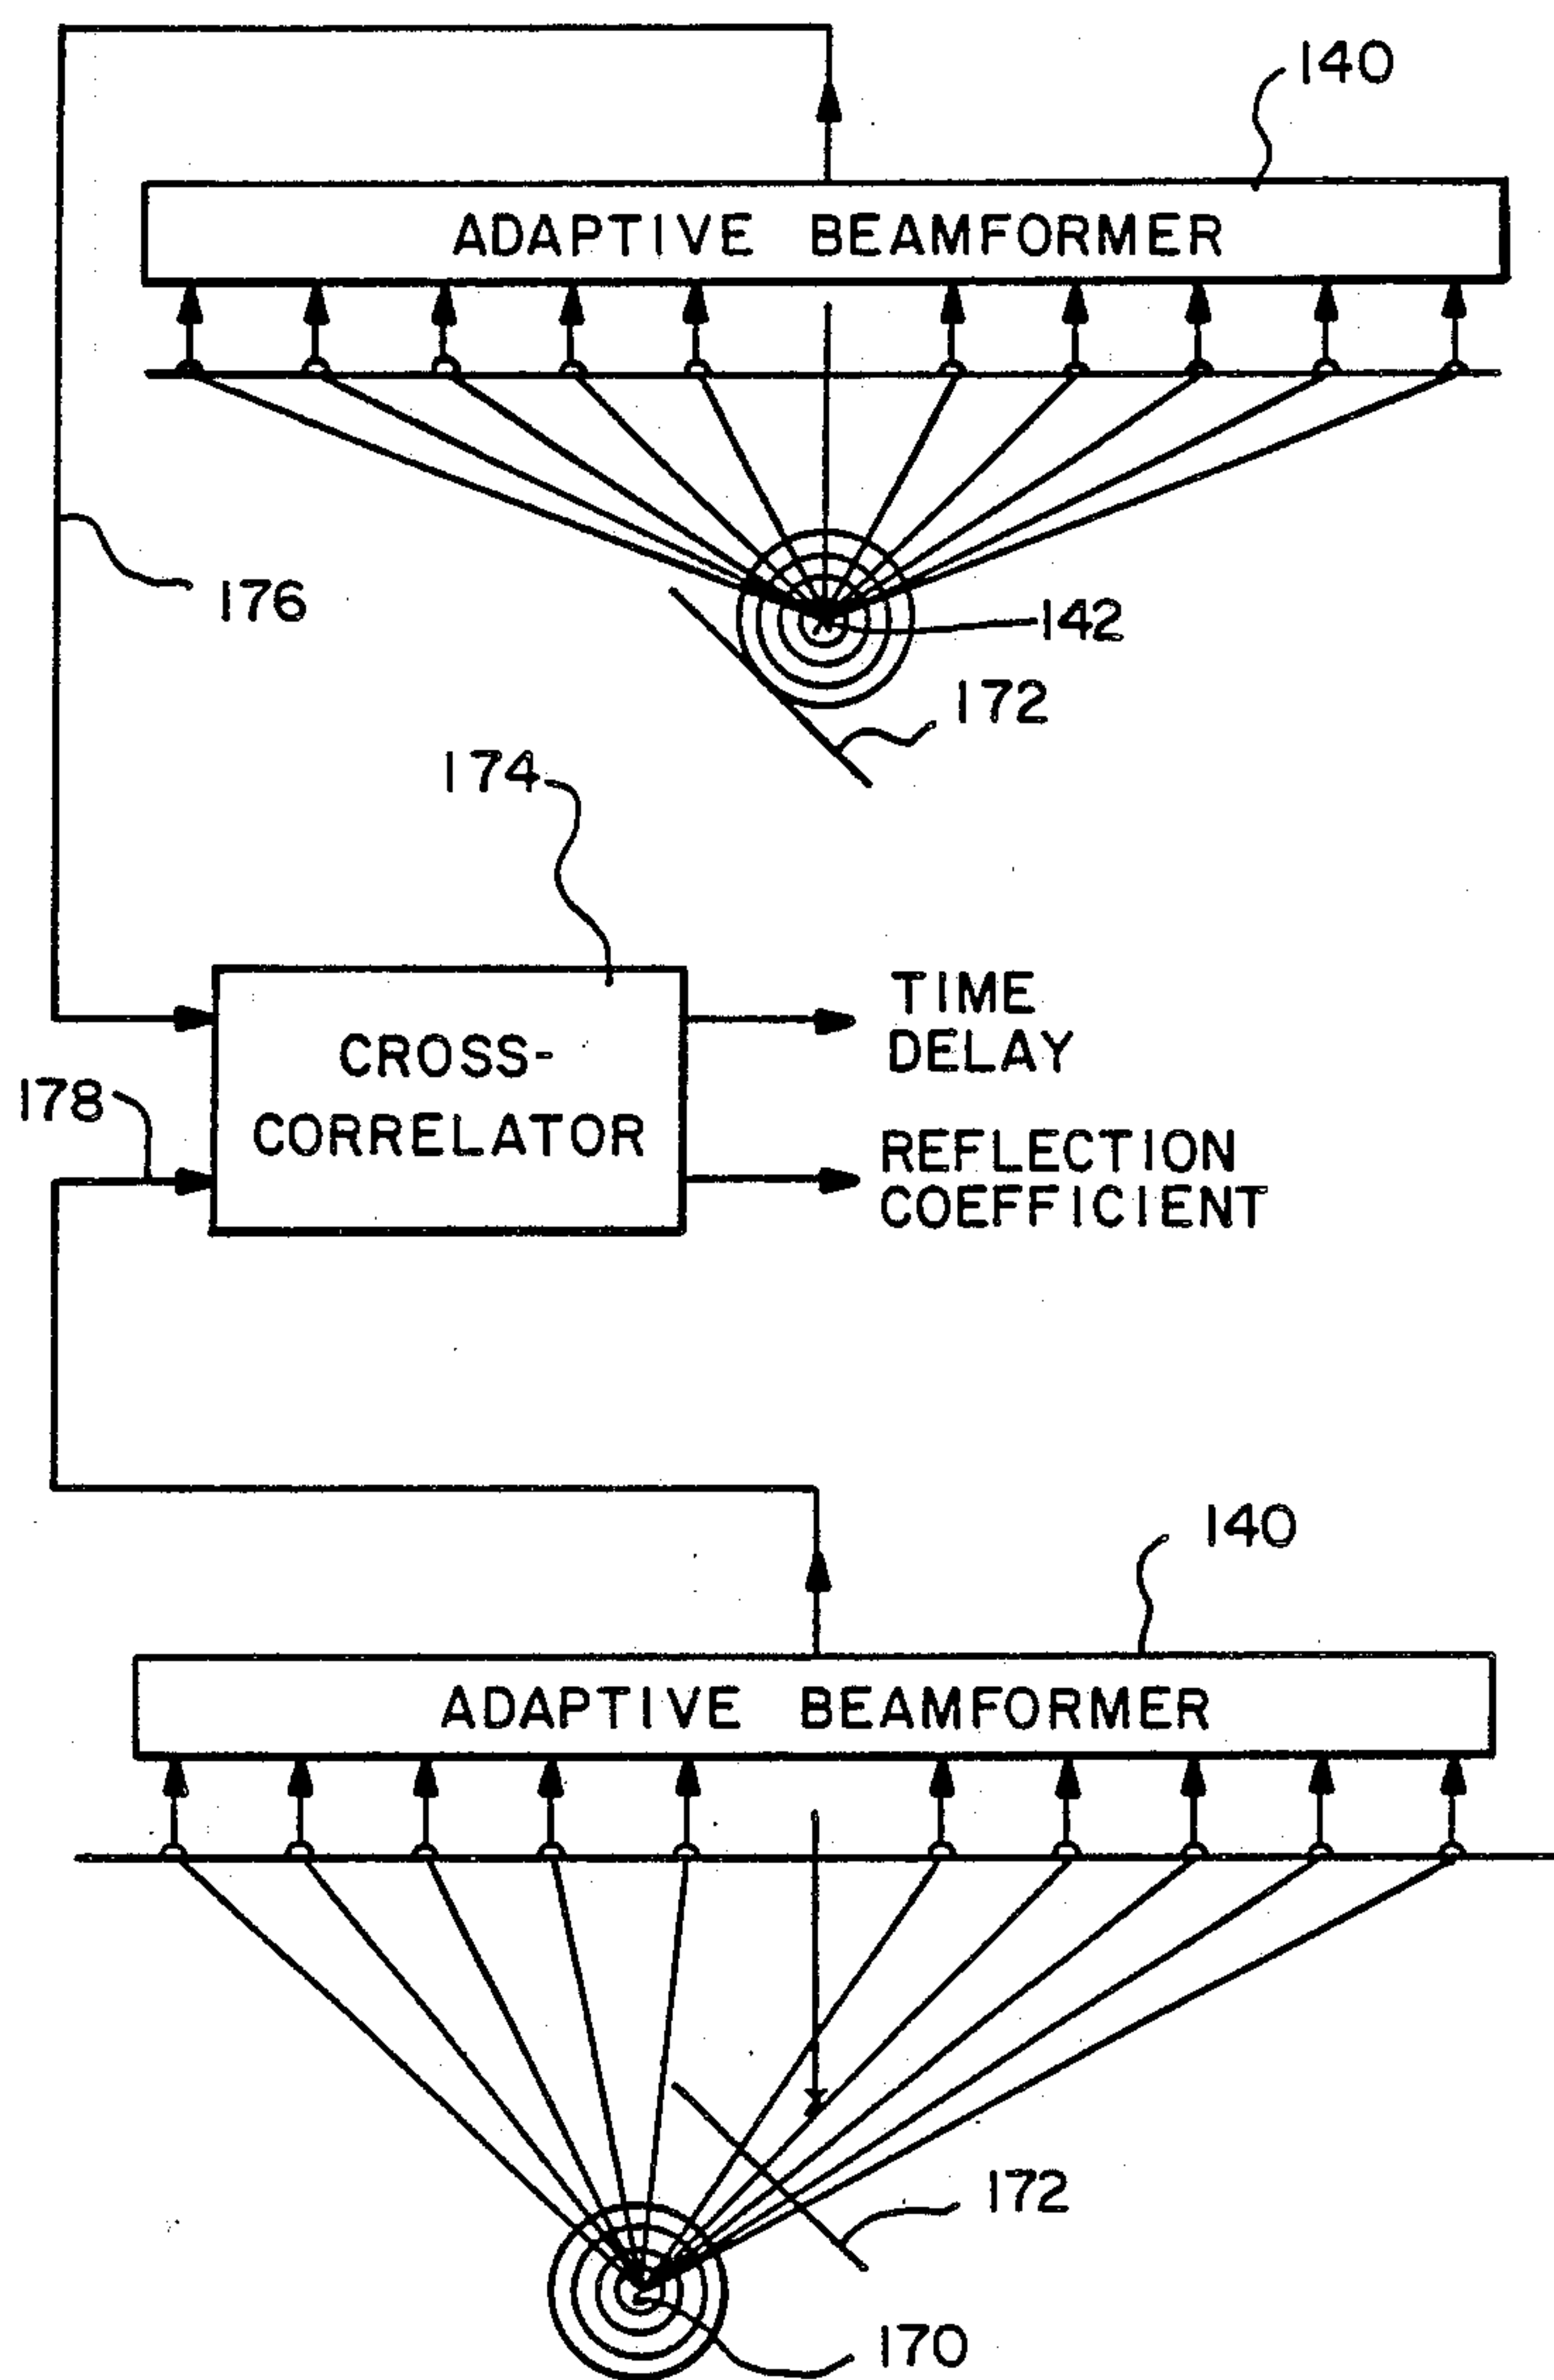 140
ADAPTIVE BEAMFORMER
176
142
172
174
TIME
DELAY
CROSS-
CORRELATOR
178
REFLECTION
COEFFICIENT
140
ADAPTIVE BEAMFORMER
172
170